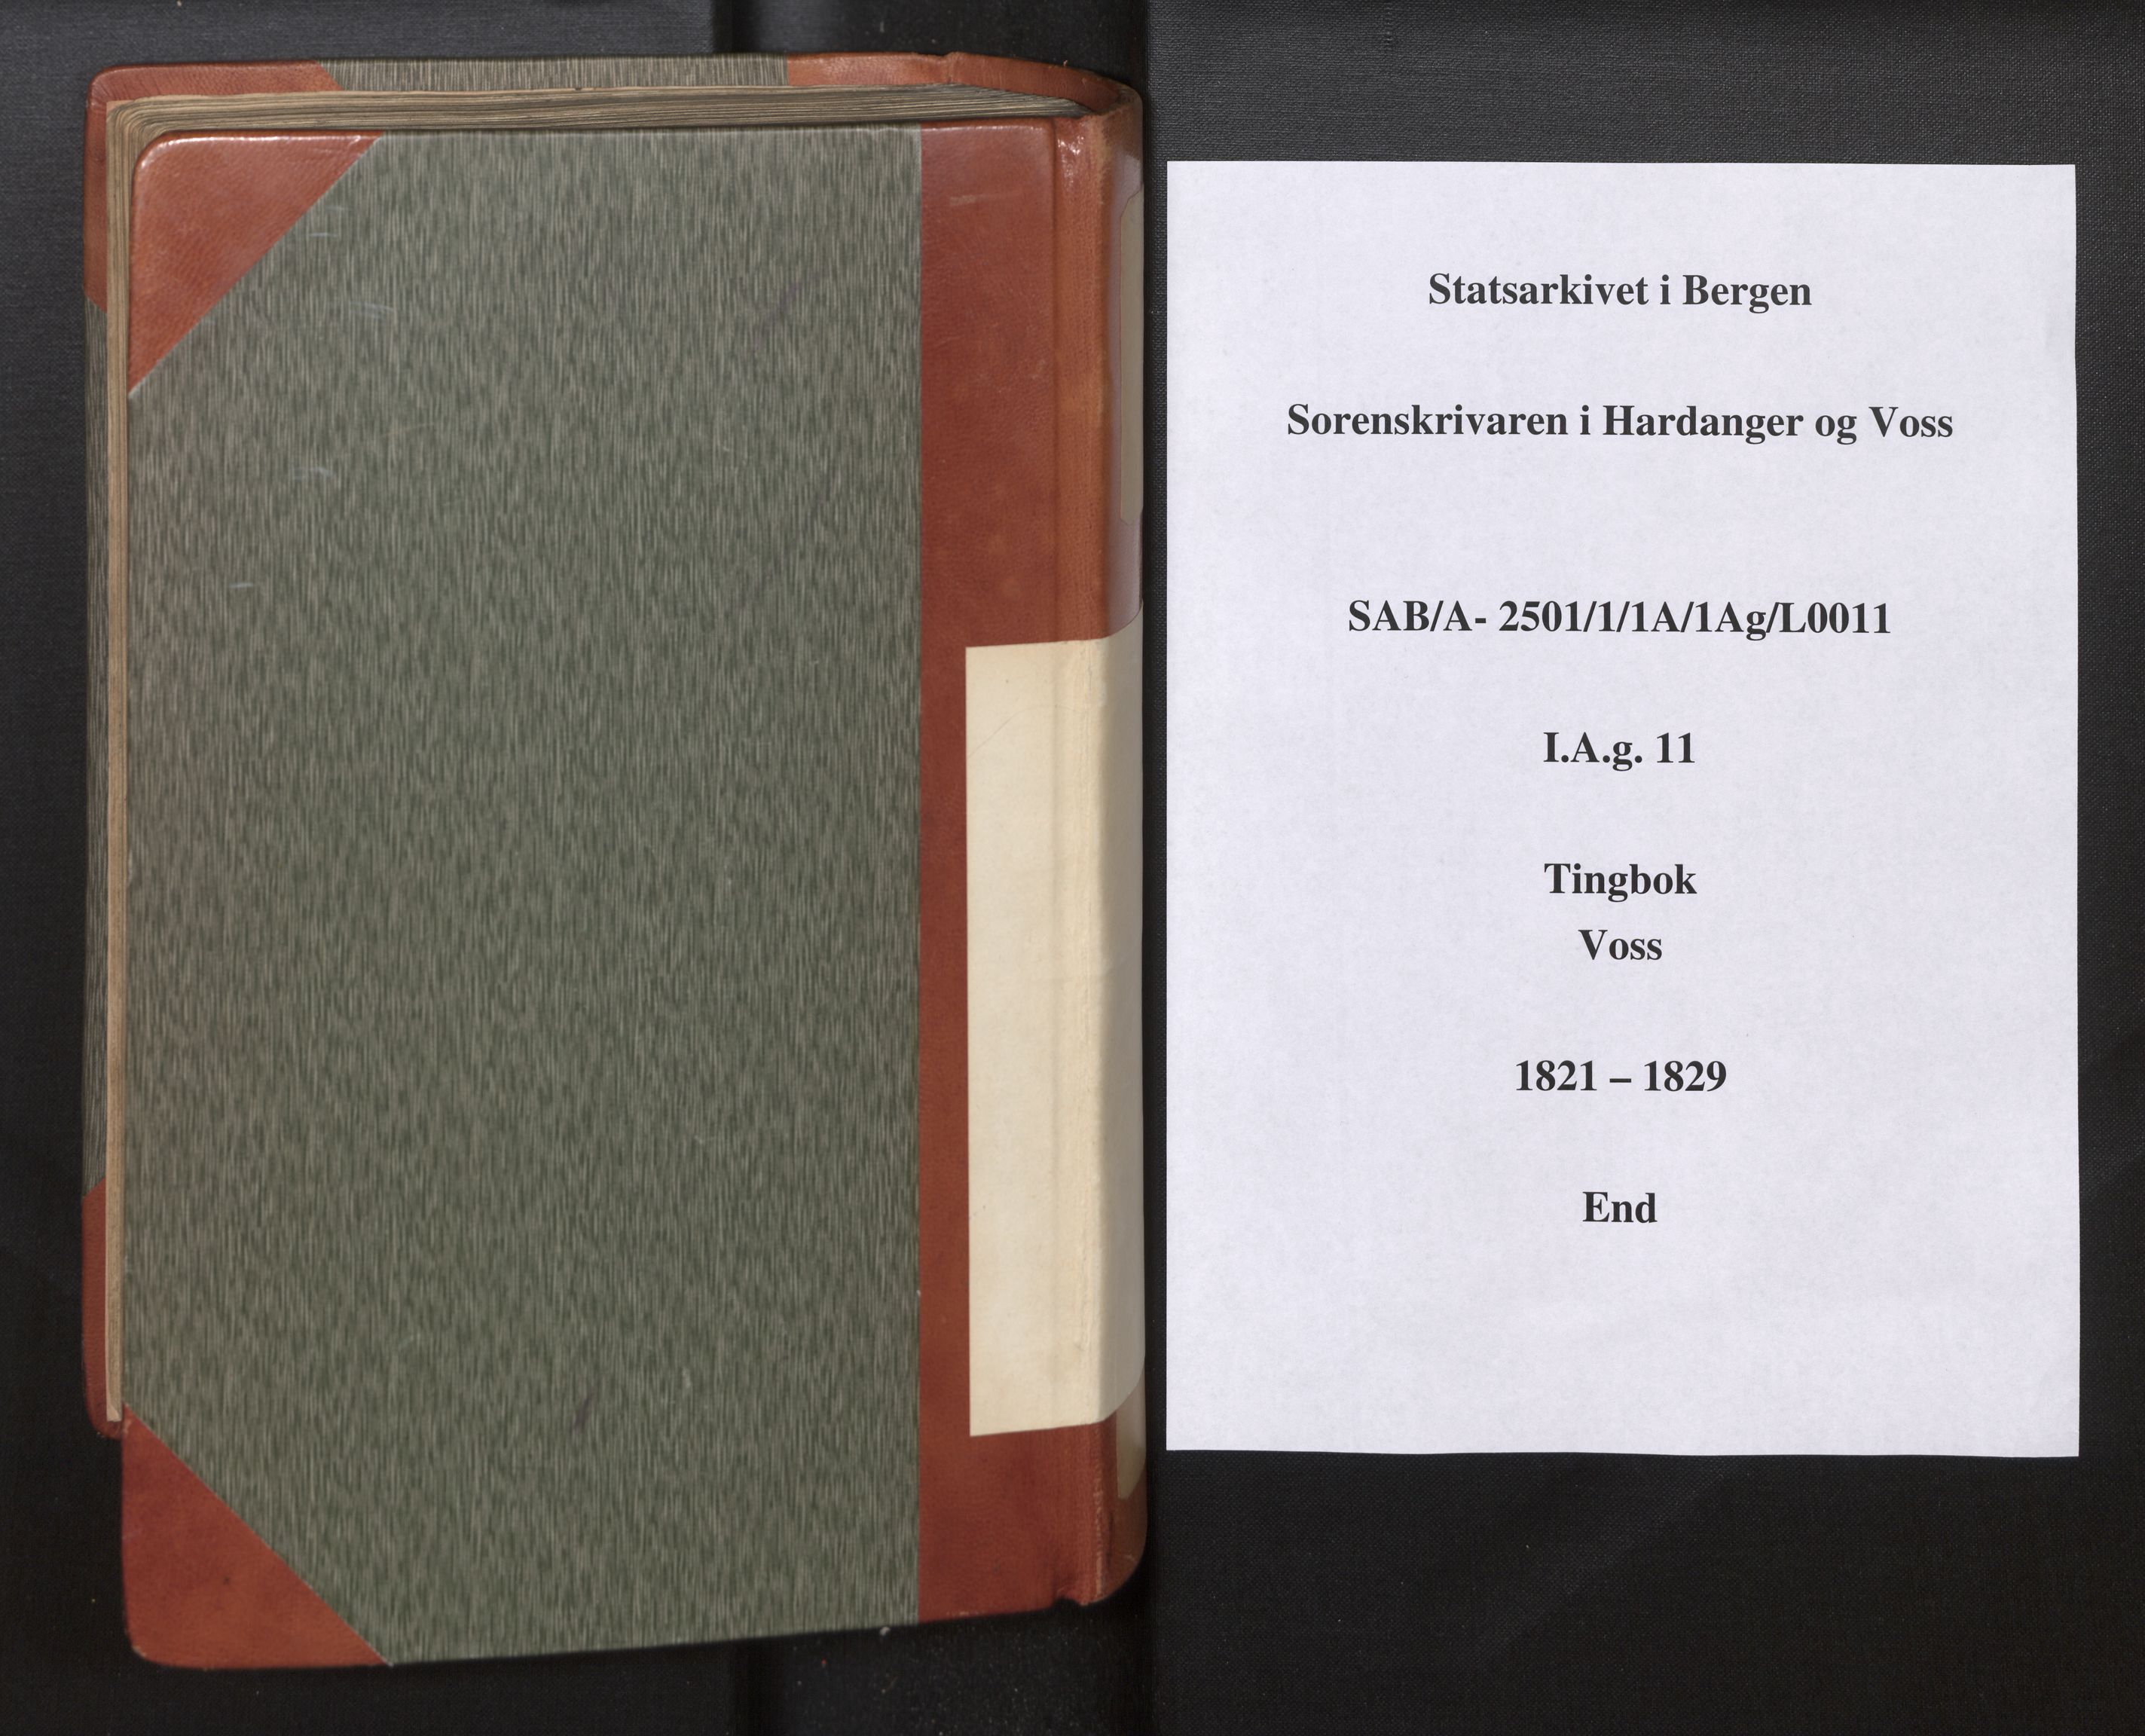 Statsarkivet i Bergen
Sorenskrivaren i Hardanger og Voss
SAB/A- 2501/1/1A/1Ag/L0011
I.A.g. 11
Tingbok
Voss
1821 – 1829
End